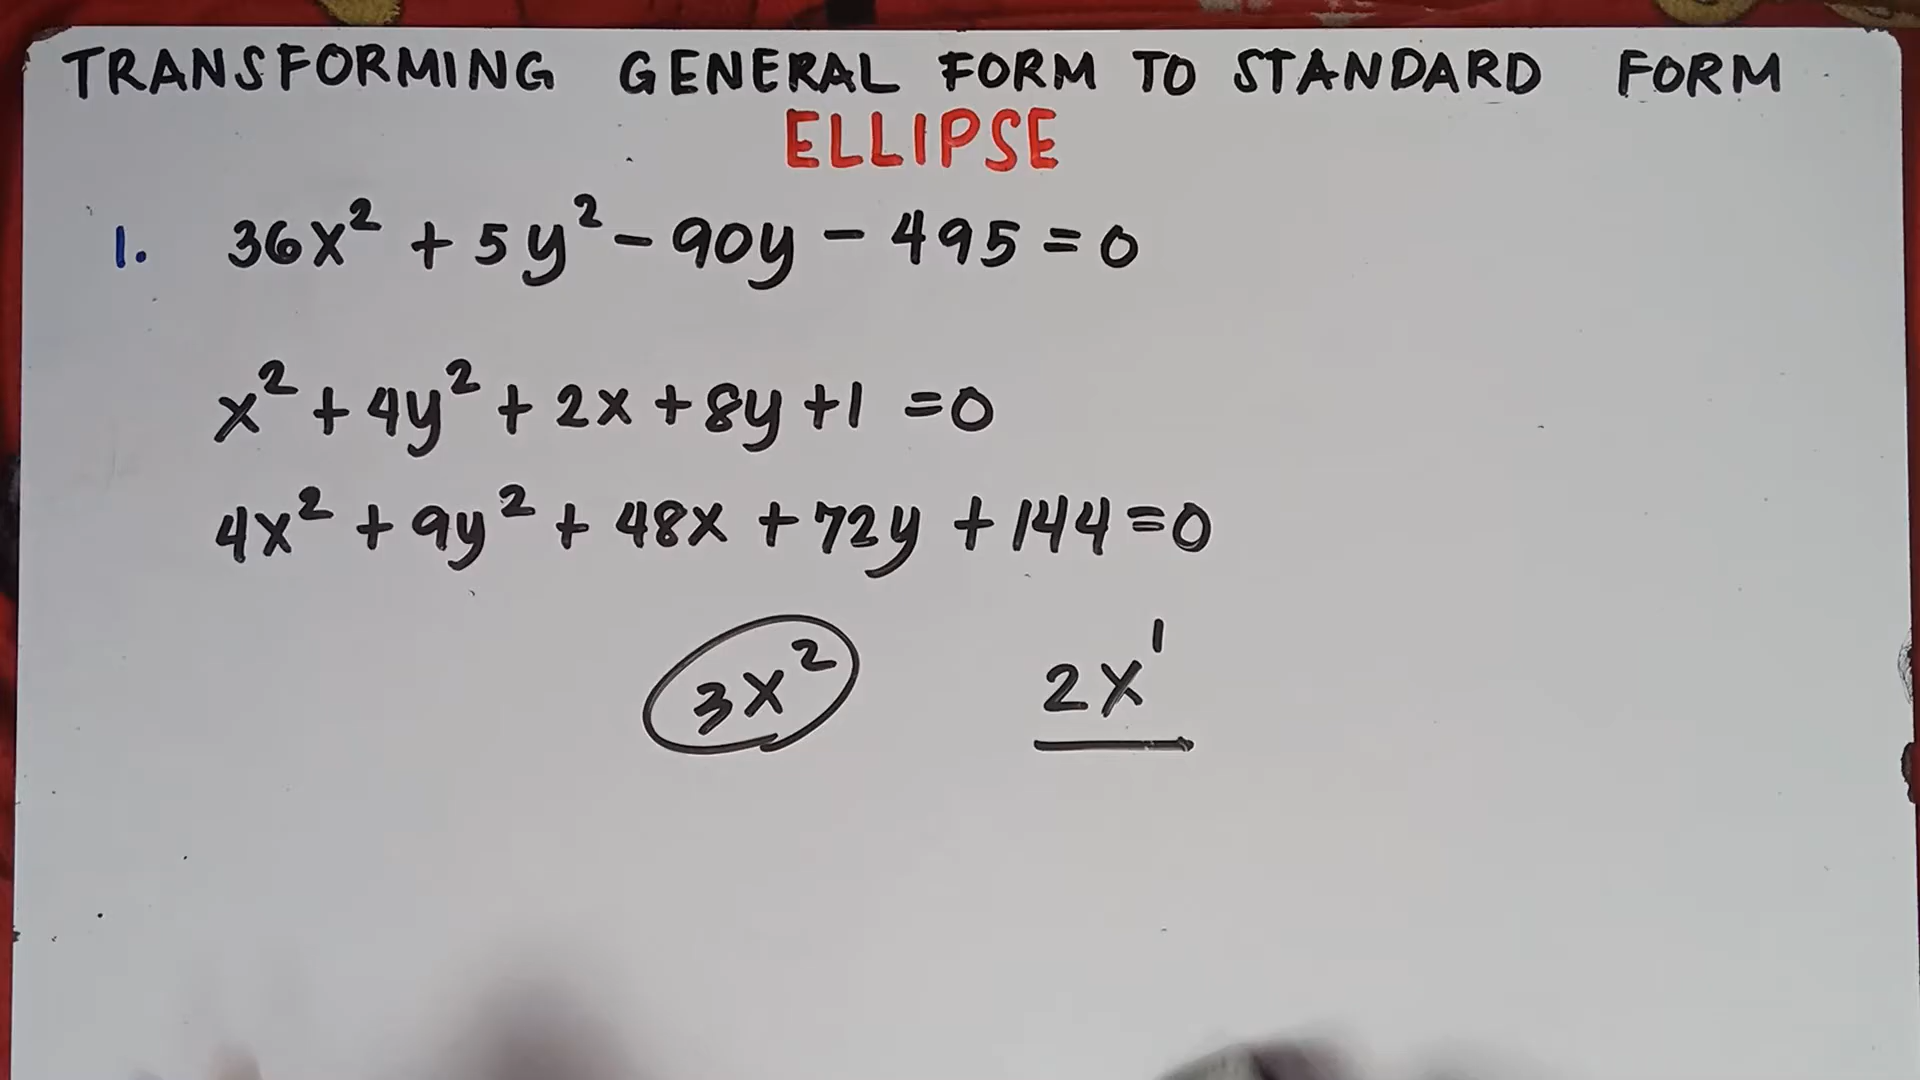 TRANSFORMING GENERAL FORM TO STANDARD FORM
ELLIPSE
1. 36x² + 5y² - 90y - 495 = 0
x² + 4y² + 2x + 8y + 1 = 0
4x² + 9y² + 48x + 72y + 144 = 0
3x² 2x¹